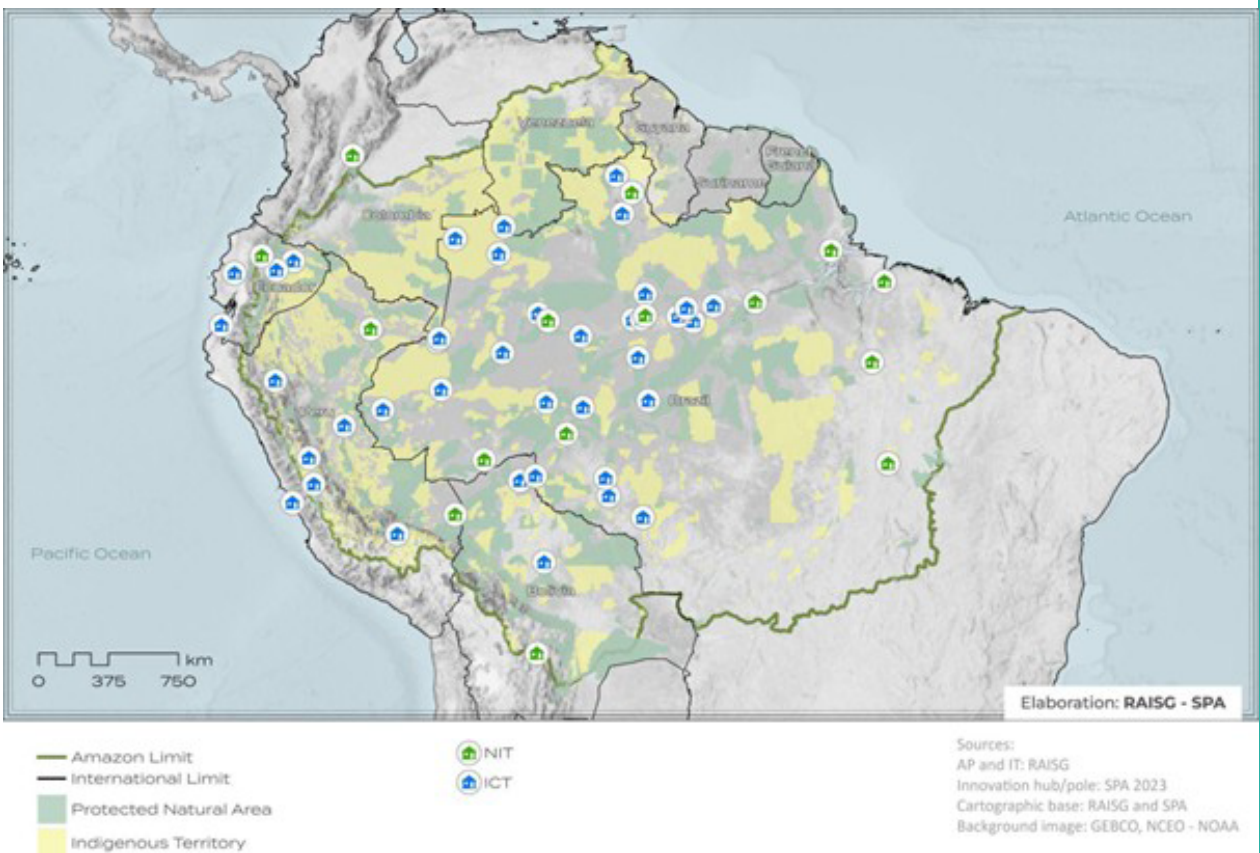 Venezuela
Guyana
French
Guiana
Suriname
Colombia
Atlantic Ocean
Ecuador
Brazil
Peru
Pacific Ocean
Bolivia
km
0 375 750
Elaboration: RAISG - SPA
Amazon Limit
International Limit
Protected Natural Area
Indigenous Territory
NIT
ICT
Sources:
AP and IT: RAISG
Innovation hub/pole: SPA 2023
Cartographic base: RAISG and SPA
Background image: GEBCO, NCEO - NOAA